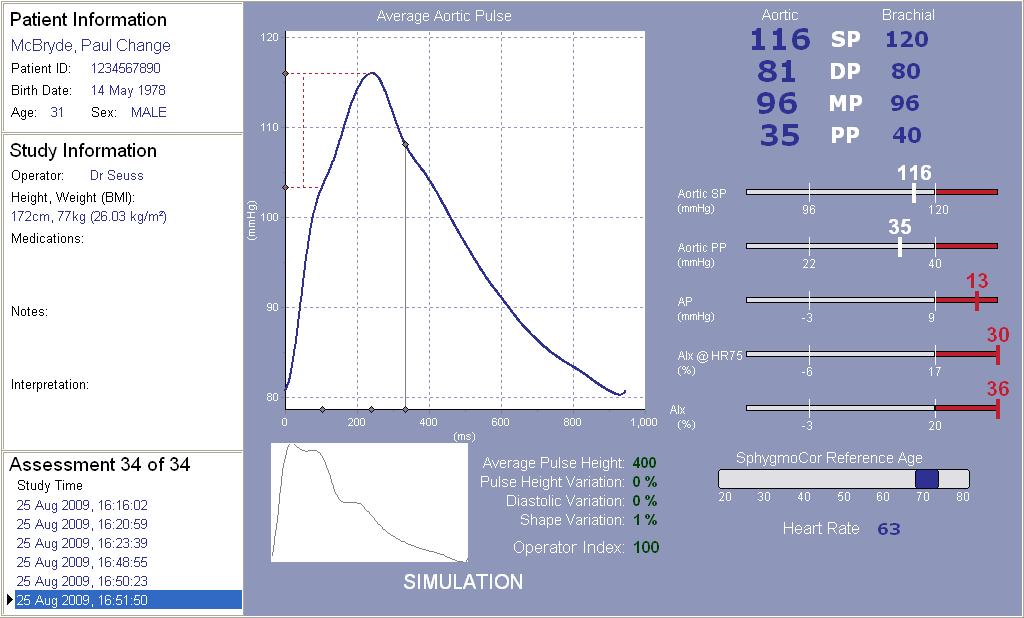 Patient Information
McBryde, Paul Change
Patient ID: 1234567890
Birth Date: 14 May 1978
Age: 31 Sex: MALE
Study Information
Operator: Dr Seuss
Height, Weight (BMI):
172cm, 77kg (26.03 kg/m²)
Medications:
Notes:
Interpretation:
Assessment 34 of 34
Study Time
25 Aug 2009, 16:16:02
25 Aug 2009, 16:20:59
25 Aug 2009, 16:23:39
25 Aug 2009, 16:48:55
25 Aug 2009, 16:50:23
25 Aug 2009, 16:51:50
Average Aortic Pulse
120
110
100
90
80
(mmHg)
0 200 400 600 800 1,000
(ms)
Average Pulse Height: 400
Pulse Height Variation: 0 %
Diastolic Variation: 0 %
Shape Variation: 1 %
Operator Index: 100
SIMULATION
Aortic Brachial
116 SP 120
81 DP 80
96 MP 96
35 PP 40
116
Aortic SP
(mmHg)
96 120
35
Aortic PP
(mmHg)
22 40
13
AP
(mmHg)
-3 9
30
AIx @ HR75
(%)
-6 17
36
AIx
(%)
-3 20
SphygmoCor Reference Age
20 30 40 50 60 70 80
Heart Rate 63